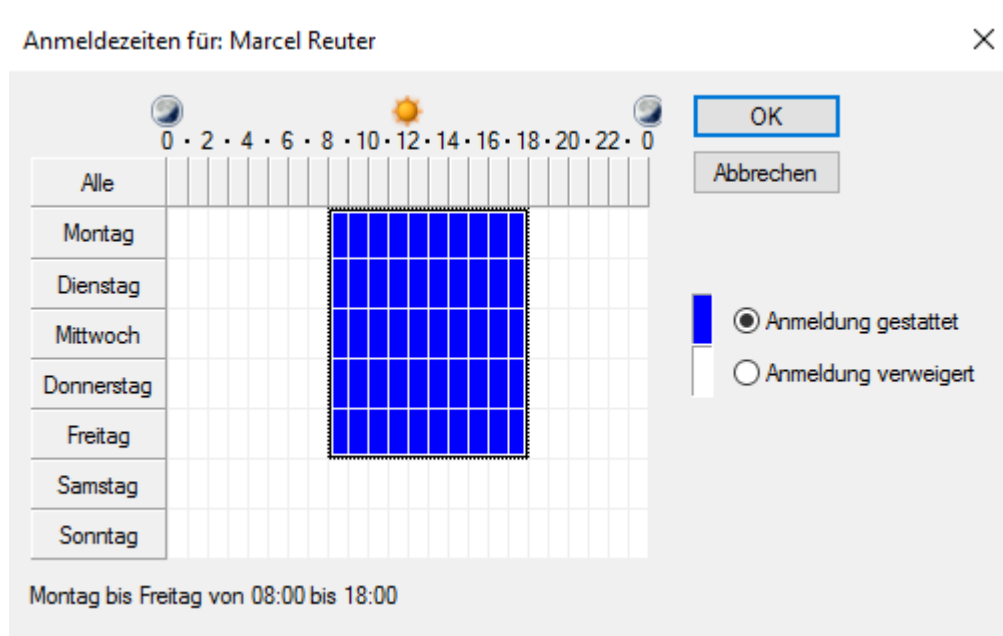 Anmeldezeiten für: Marcel Reuter
OK
0 · 2 · 4 · 6 · 8 · 10 · 12 · 14 · 16 · 18 · 20 · 22 · 0
Abbrechen
Alle
Montag
Dienstag
Mittwoch
Donnerstag
Freitag
Samstag
Sonntag
Anmeldung gestattet
Anmeldung verweigert
Montag bis Freitag von 08:00 bis 18:00